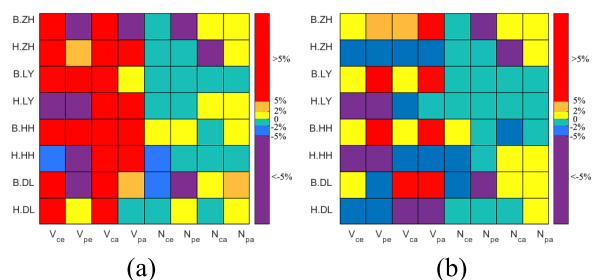 (a) (b)
B.ZH
H.ZH
B.LY
H.LY
B.HH
H.HH
B.DL
H.DL
Vce Vpe Vca Vpa Nce Npe Nca Npa
>5%
5%
2%
0
-2%
-5%
<-5%
B.ZH
H.ZH
B.LY
H.LY
B.HH
H.HH
B.DL
H.DL
Vce Vpe Vca Vpa Nce Npe Nca Npa
>5%
5%
2%
0
-2%
-5%
<-5%
(a) (b)